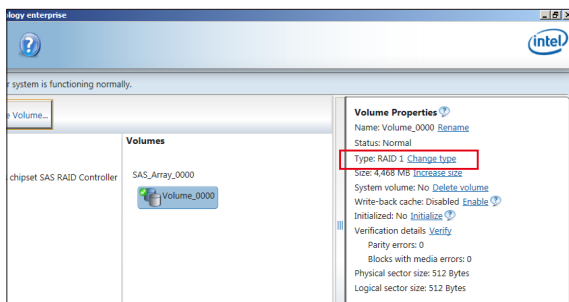 ology enterprise
intel
r system is functioning normally.
e Volume...
Volumes
chipset SAS RAID Controller
SAS_Array_0000
Volume_0000
Volume Properties
Name: Volume_0000 Rename
Status: Normal
Type: RAID 1 Change type
Size: 4,468 MB Increase size
System volume: No Delete volume
Write-back cache: Disabled Enable
Initialized: No Initialize
Verification details Verify
Parity errors: 0
Blocks with media errors: 0
Physical sector size: 512 Bytes
Logical sector size: 512 Bytes